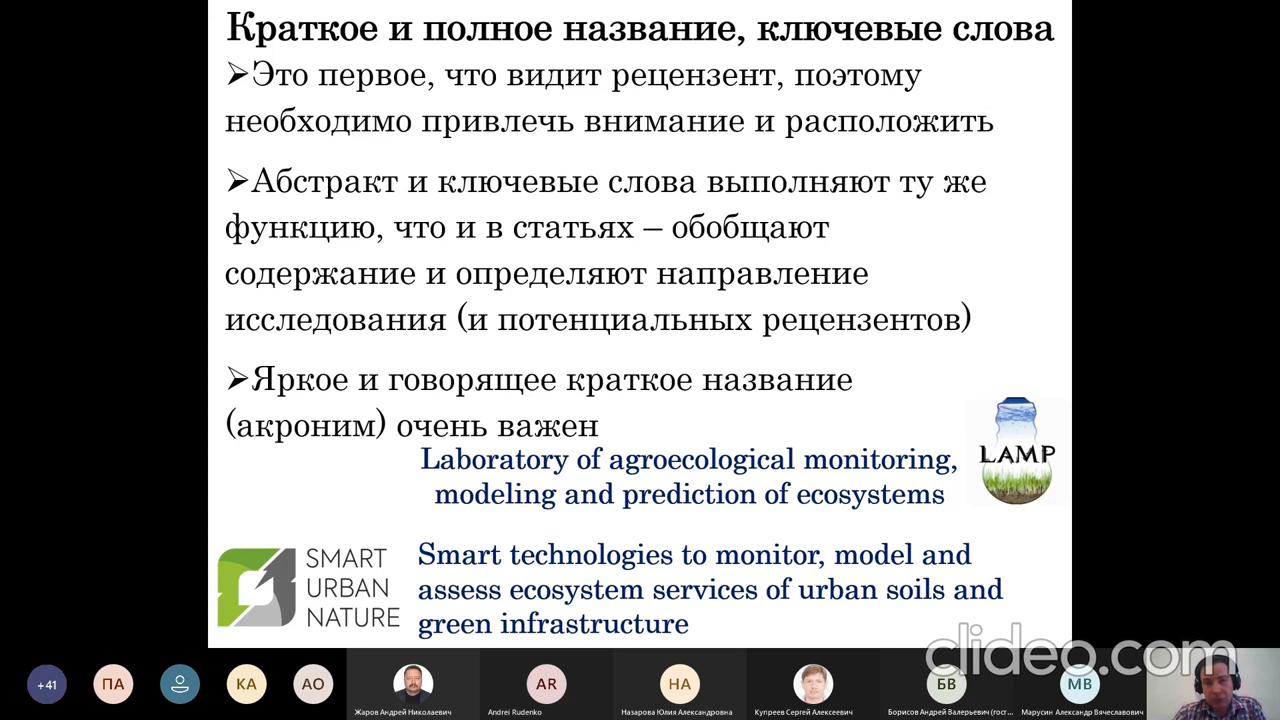 Краткое и полное название, ключевые слова
➢Это первое, что видит рецензент, поэтому
необходимо привлечь внимание и расположить
➢Абстракт и ключевые слова выполняют ту же
функцию, что и в статьях – обобщают
содержание и определяют направление
исследования (и потенциальных рецензентов)
➢Яркое и говорящее краткое название
(акроним) очень важен
Laboratory of agroecological monitoring,
modeling and prediction of ecosystems
LAMP
SMART
URBAN
NATURE
Smart technologies to monitor, model and
assess ecosystem services of urban soils and
green infrastructure
clideo.com
+41
ПА
КА
АО
AR
НА
БВ
МВ
Жаров Андрей Николаевич
Andrei Rudenko
Назарова Юлия Александровна
Купреев Сергей Алексеевич
Борисов Андрей Валерьевич (гост...
Марусин Александр Вячеславович